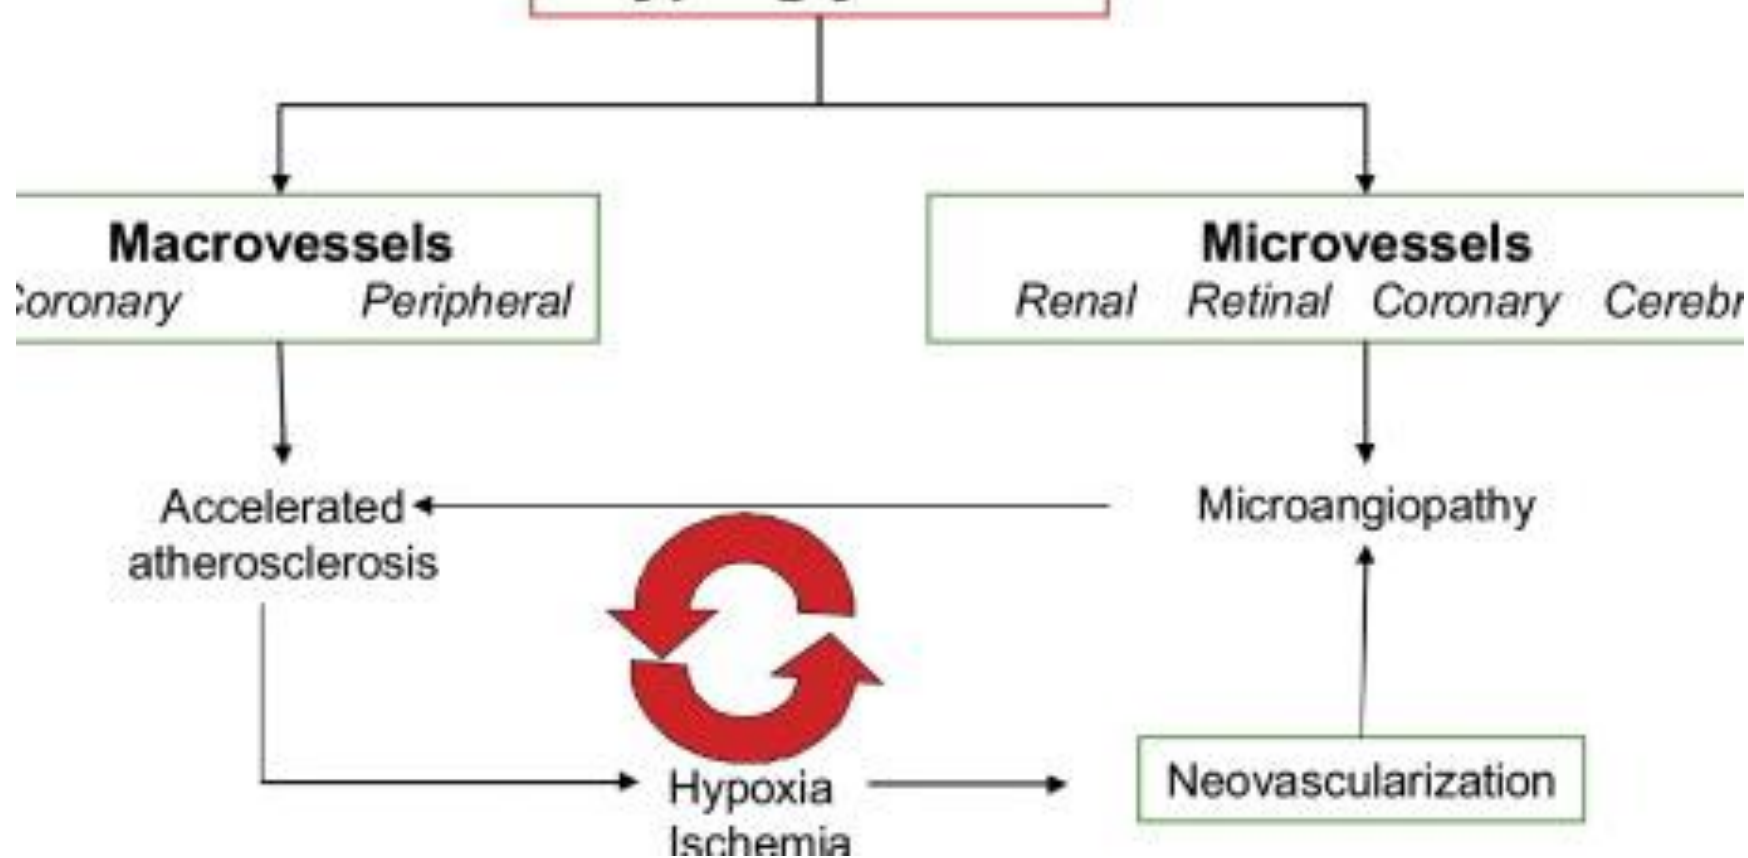 Macrovessels
Peripheral
Microvessels
Renal Retinal Coronary
Accelerated
atherosclerosis
Microangiopathy
Hypoxia
Ischemia
Neovascularization